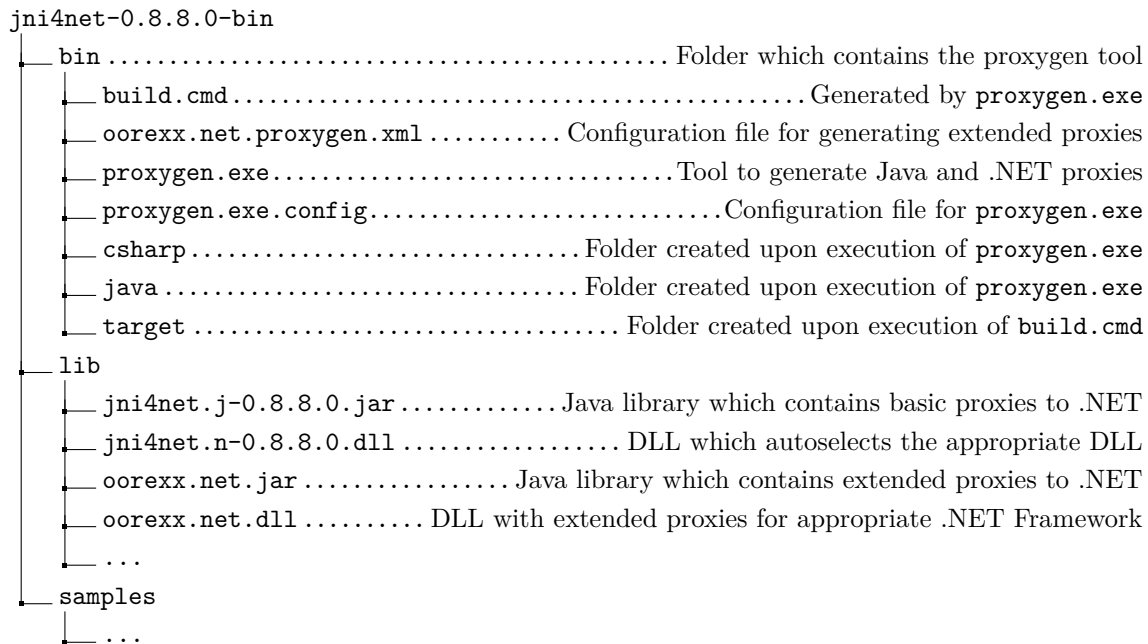 jni4net-0.8.8.0-bin
bin ................................................ Folder which contains the proxygen tool
build.cmd ................................................ Generated by proxygen.exe
oorexx.net.proxygen.xml ........... Configuration file for generating extended proxies
proxygen.exe ................................. Tool to generate Java and .NET proxies
proxygen.exe.config ............................. Configuration file for proxygen.exe
csharp ................................ Folder created upon execution of proxygen.exe
java .................................. Folder created upon execution of proxygen.exe
target ................................... Folder created upon execution of build.cmd
lib
jni4net.j-0.8.8.0.jar ............. Java library which contains basic proxies to .NET
jni4net.n-0.8.8.0.dll .................. DLL which autoselects the appropriate DLL
oorexx.net.jar ................. Java library which contains extended proxies to .NET
oorexx.net.dll .......... DLL with extended proxies for appropriate .NET Framework
...
samples
...